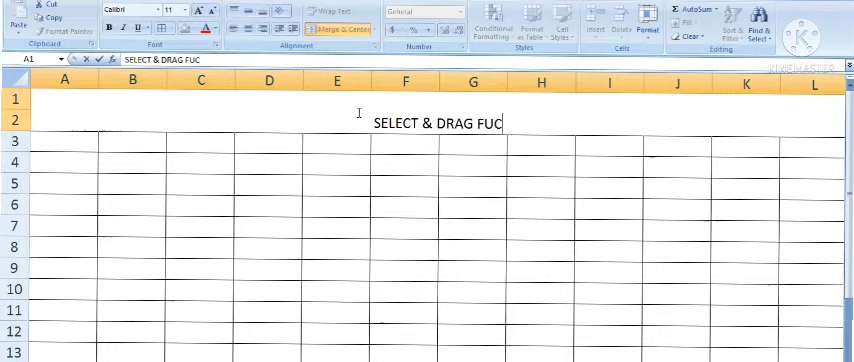 Cut
Calibri 11 A A
Wrap Text
General
AutoSum
Paste
Copy
Format Painter
B I U A
Merge & Center
$ % ,
Conditional Formatting
Format as Table
Cell Styles
Insert Delete Format
Fill
Clear
Sort & Filter
Find & Select
Clipboard Font Alignment Number Styles Cells Editing
KINEMASTER
A1 fx SELECT & DRAG FUC
A B C D E F G H I J K L
1
2 SELECT & DRAG FUC
3
4
5
6
7
8
9
10
11
12
13